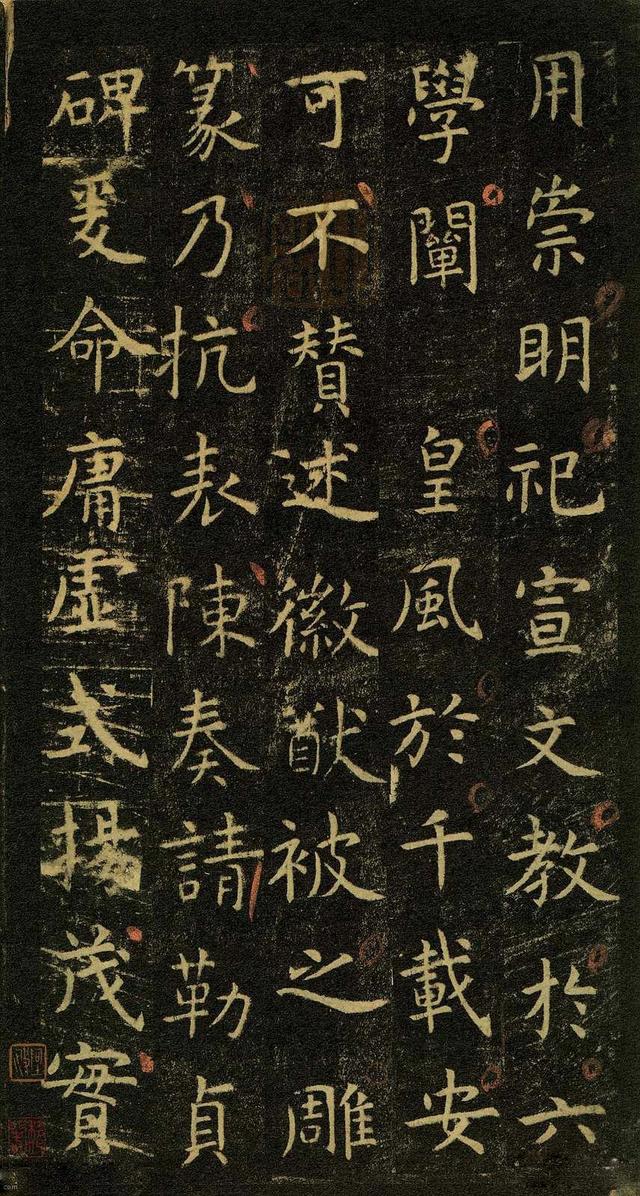 用崇明祀宣文教於六
學闡皇風於千載安
可不贊述徽猷被之雕
篆乃抗表陳奏請勒貞
碑爰命庸虛式揚茂實